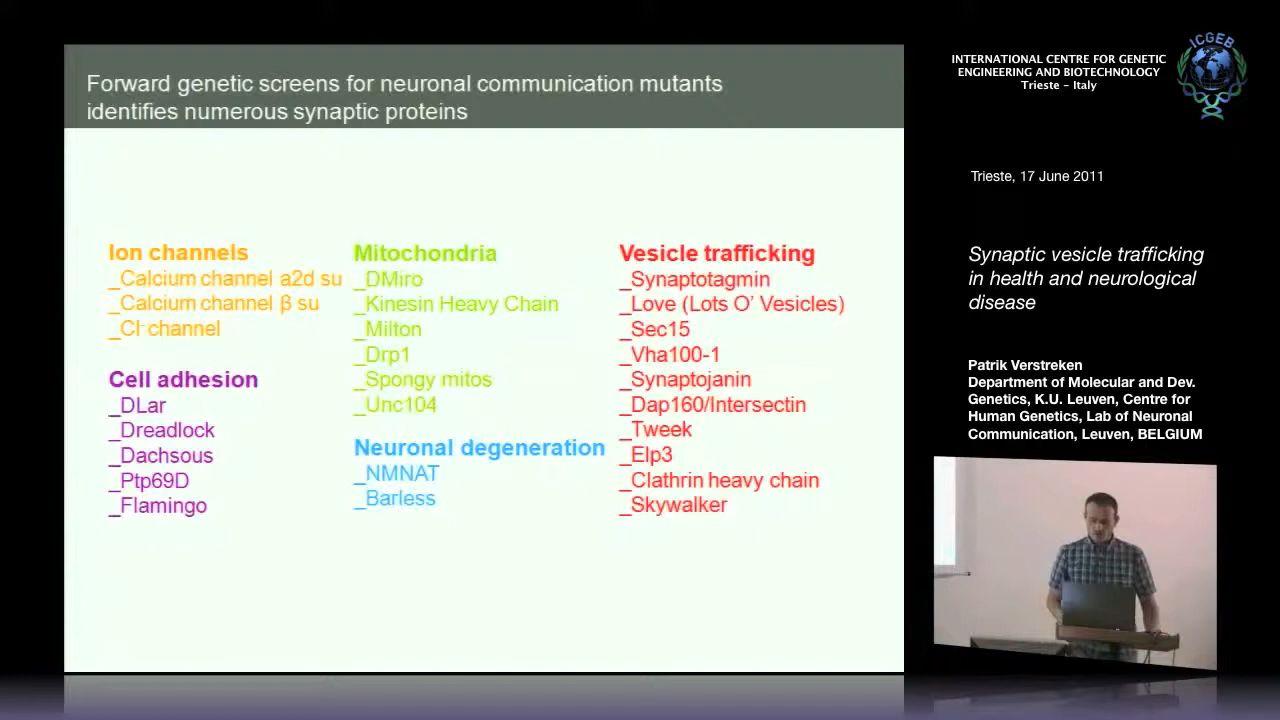 Forward genetic screens for neuronal communication mutants
identifies numerous synaptic proteins
Ion channels
_Calcium channel a2d su
_Calcium channel β su
_Cl⁻ channel
Cell adhesion
_DLar
_Dreadlock
_Dachsous
_Ptp69D
_Flamingo
Mitochondria
_DMiro
_Kinesin Heavy Chain
_Milton
_Drp1
_Spongy mitos
_Unc104
Neuronal degeneration
_NMNAT
_Barless
Vesicle trafficking
_Synaptotagmin
_Love (Lots O’ Vesicles)
_Sec15
_Vha100-1
_Synaptojanin
_Dap160/Intersectin
_Tweek
_Elp3
_Clathrin heavy chain
_Skywalker
INTERNATIONAL CENTRE FOR GENETIC
ENGINEERING AND BIOTECHNOLOGY
Trieste - Italy
ICGEB
Trieste, 17 June 2011
Synaptic vesicle trafficking
in health and neurological
disease
Patrik Verstreken
Department of Molecular and Dev.
Genetics, K.U. Leuven, Centre for
Human Genetics, Lab of Neuronal
Communication, Leuven, BELGIUM